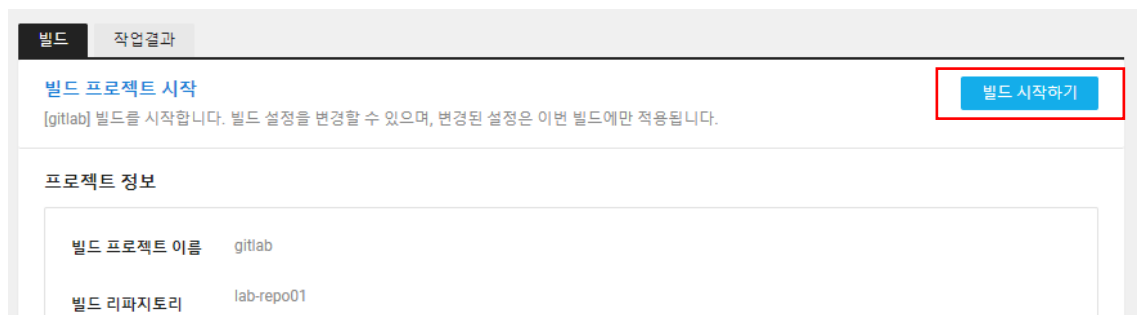 빌드 작업결과
빌드 프로젝트 시작 빌드 시작하기
[gitlab] 빌드를 시작합니다. 빌드 설정을 변경할 수 있으며, 변경된 설정은 이번 빌드에만 적용됩니다.
프로젝트 정보
빌드 프로젝트 이름 gitlab
빌드 리파지토리 lab-repo01